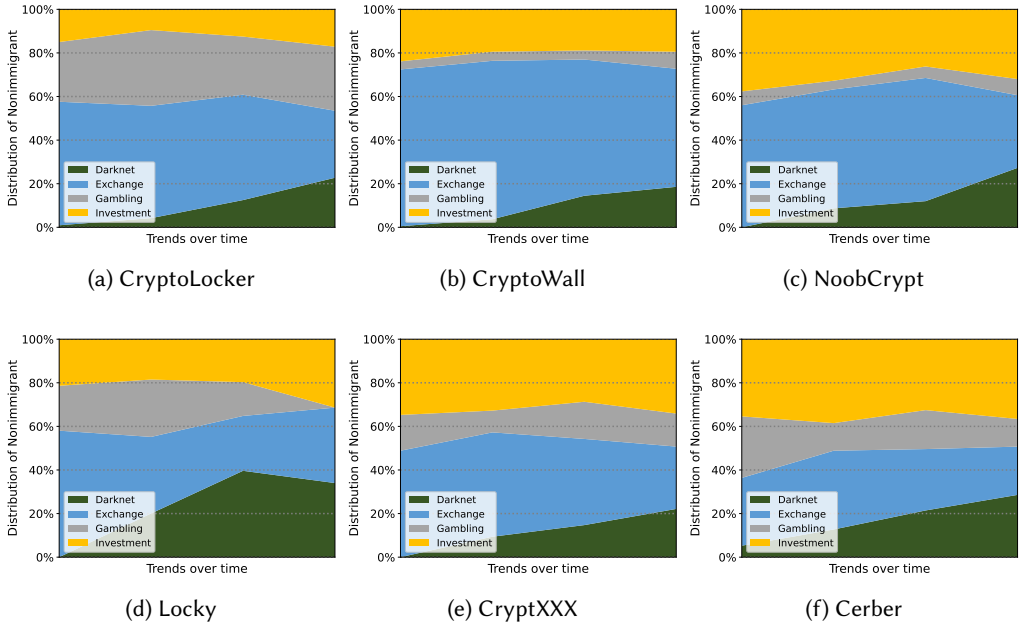 Distribution of Nonimmigrant
100%
80%
60%
40%
20%
0%
Darknet
Exchange
Gambling
Investment
Trends over time
(a) CryptoLocker
Distribution of Nonimmigrant
100%
80%
60%
40%
20%
0%
Darknet
Exchange
Gambling
Investment
Trends over time
(b) CryptoWall
Distribution of Nonimmigrant
100%
80%
60%
40%
20%
0%
Darknet
Exchange
Gambling
Investment
Trends over time
(c) NoobCrypt
Distribution of Nonimmigrant
100%
80%
60%
40%
20%
0%
Darknet
Exchange
Gambling
Investment
Trends over time
(d) Locky
Distribution of Nonimmigrant
100%
80%
60%
40%
20%
0%
Darknet
Exchange
Gambling
Investment
Trends over time
(e) CryptXXX
Distribution of Nonimmigrant
100%
80%
60%
40%
20%
0%
Darknet
Exchange
Gambling
Investment
Trends over time
(f) Cerber